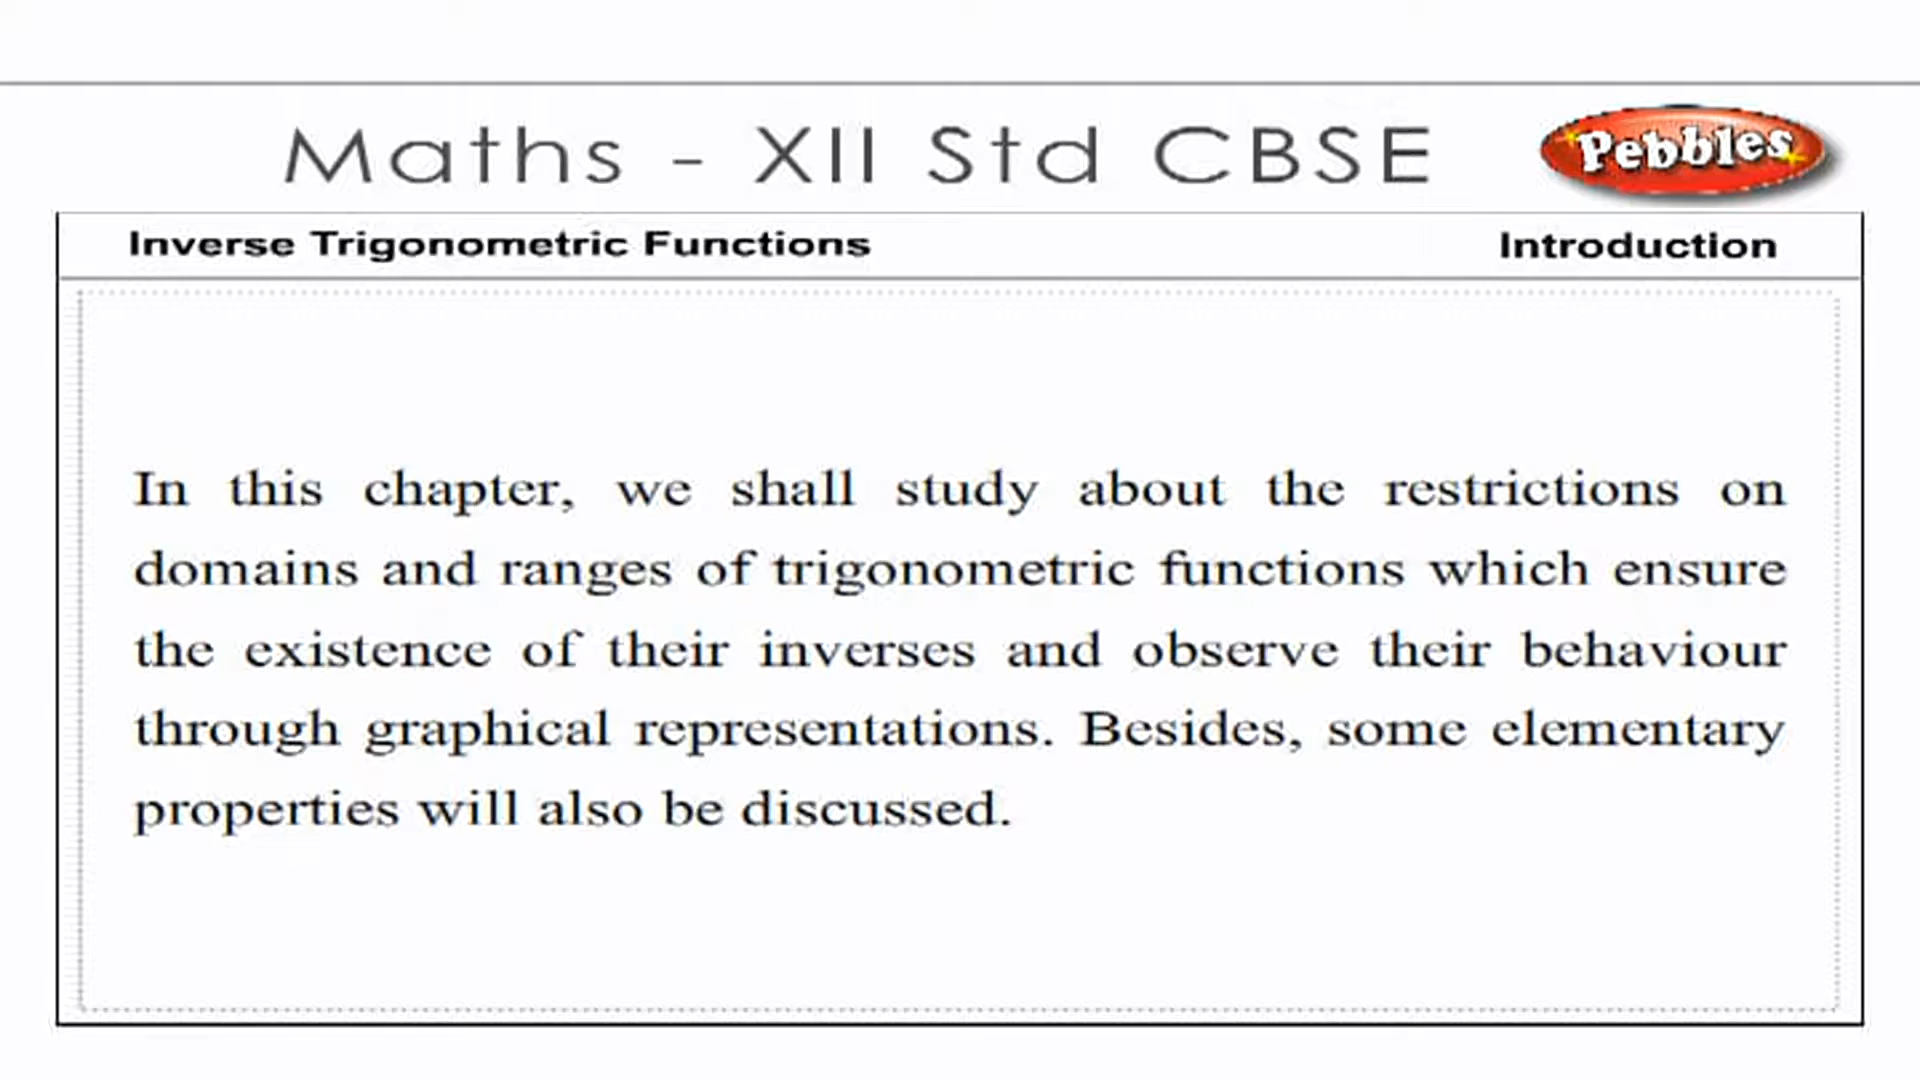 Maths - XII Std CBSE
Pebbles
Inverse Trigonometric Functions
Introduction
In this chapter, we shall study about the restrictions on
domains and ranges of trigonometric functions which ensure
the existence of their inverses and observe their behaviour
through graphical representations. Besides, some elementary
properties will also be discussed.